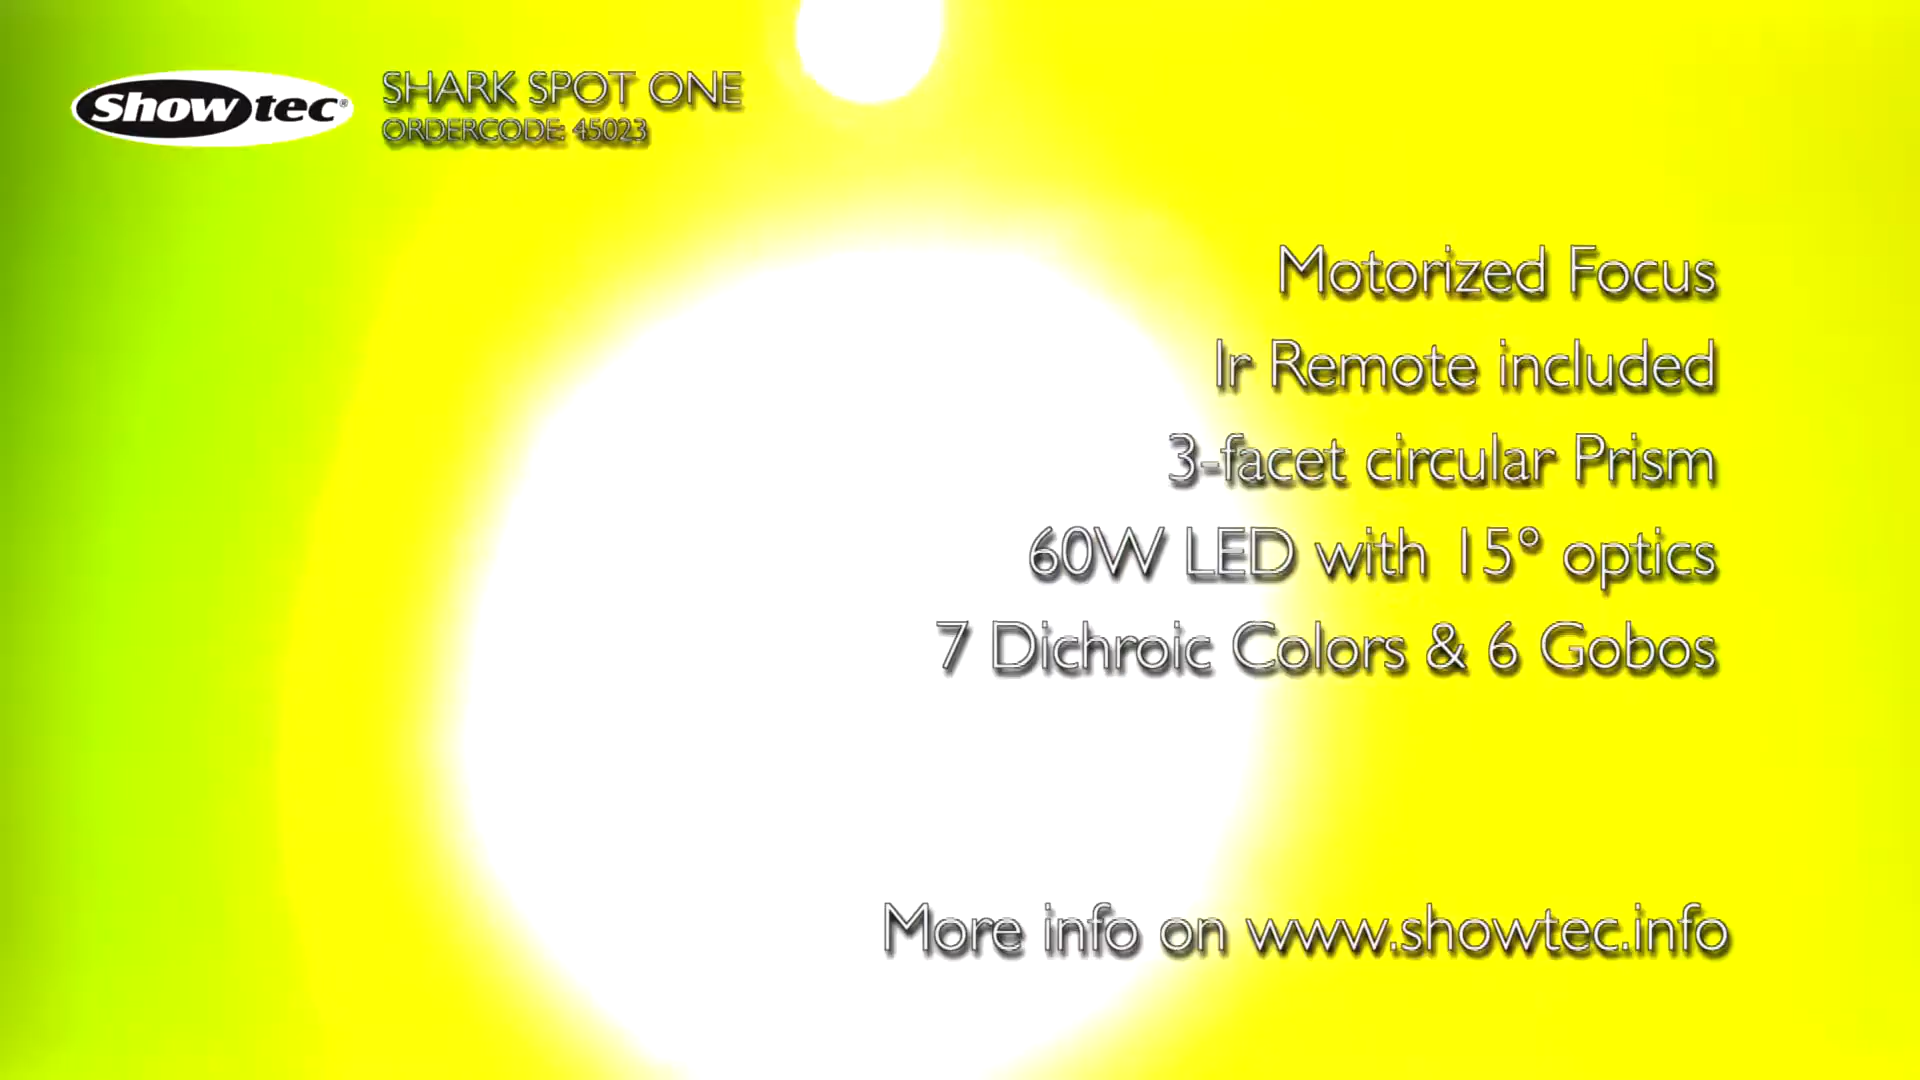 Showtec®
SHARK SPOT ONE
ORDERCODE: 45023
Motorized Focus
Ir Remote included
3-facet circular Prism
60W LED with 15° optics
7 Dichroic Colors & 6 Gobos
More info on www.showtec.info